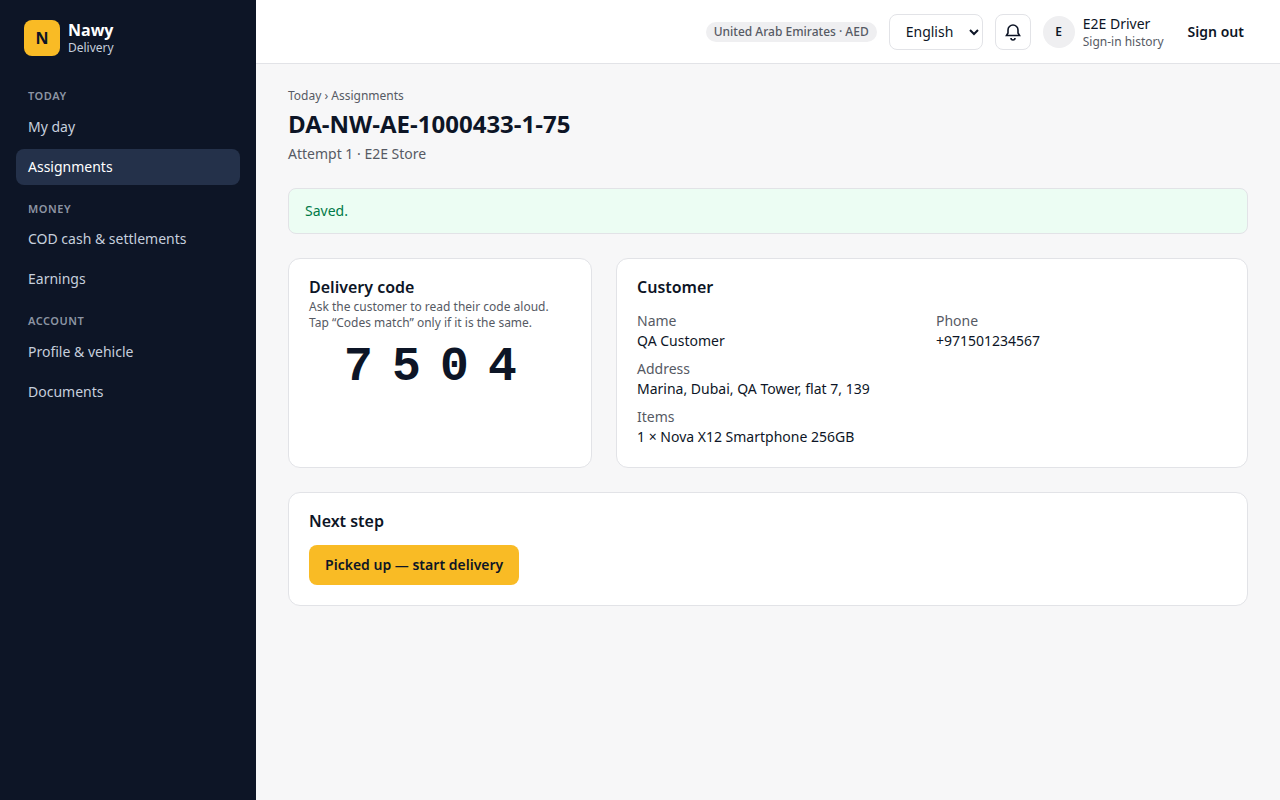 N
Nawy
Delivery
TODAY
My day
Assignments
MONEY
COD cash & settlements
Earnings
ACCOUNT
Profile & vehicle
Documents
United Arab Emirates · AED
English
E
E2E Driver
Sign-in history
Sign out
Today › Assignments
DA-NW-AE-1000433-1-75
Attempt 1 · E2E Store
Saved.
Delivery code
Ask the customer to read their code aloud.
Tap “Codes match” only if it is the same.
7504
Customer
Name
QA Customer
Phone
+971501234567
Address
Marina, Dubai, QA Tower, flat 7, 139
Items
1 × Nova X12 Smartphone 256GB
Next step
Picked up — start delivery